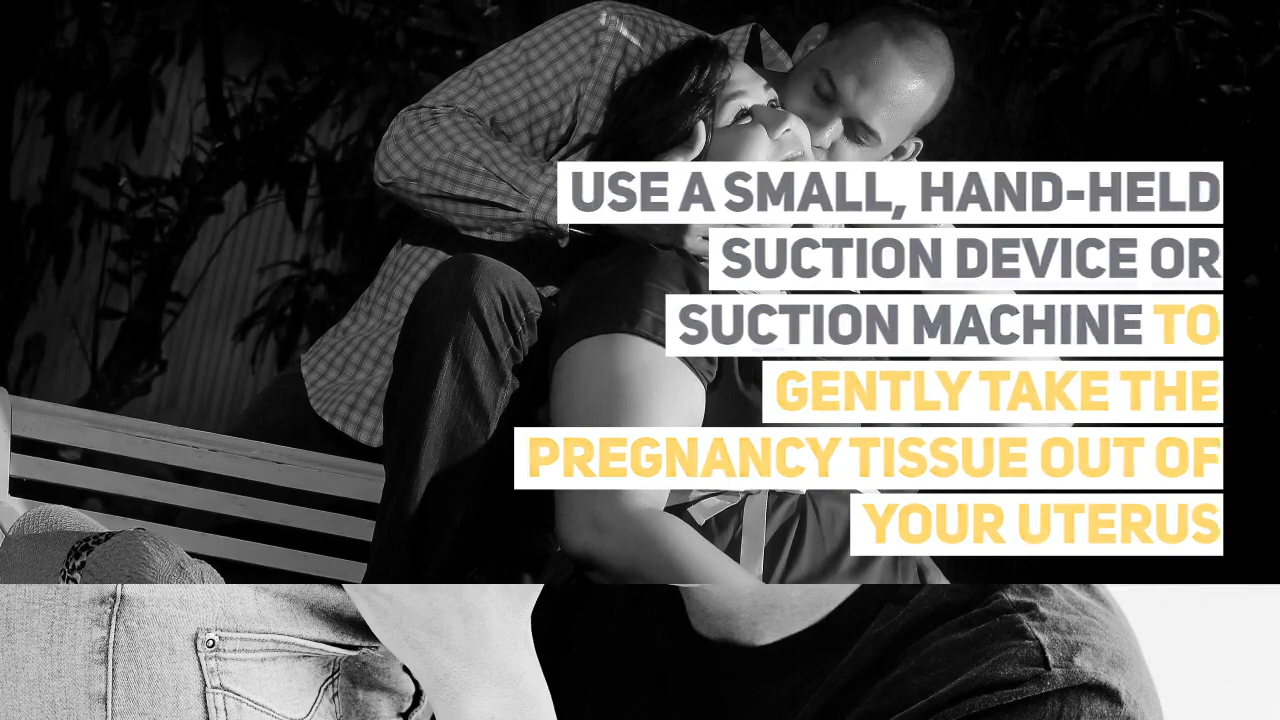 USE A SMALL, HAND-HELD
SUCTION DEVICE OR
SUCTION MACHINE TO
GENTLY TAKE THE
PREGNANCY TISSUE OUT OF
YOUR UTERUS